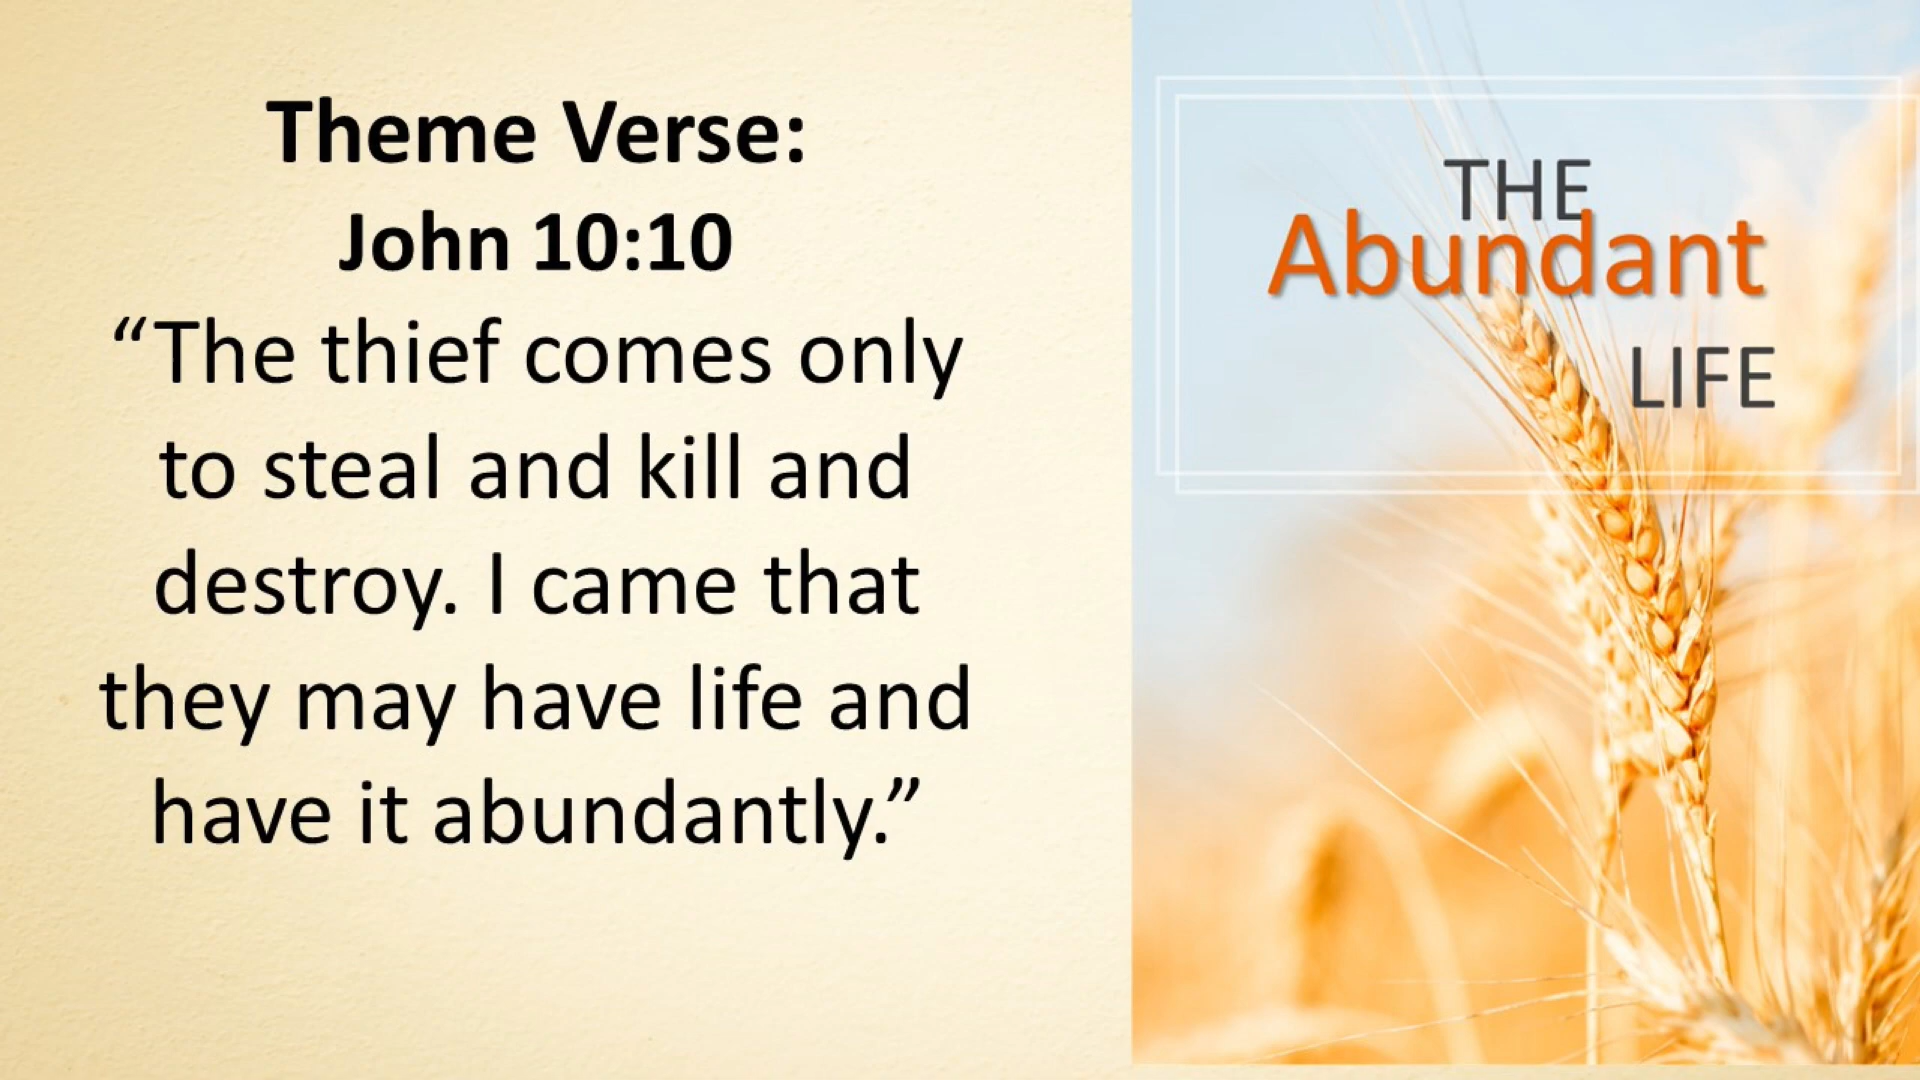 Theme Verse:
John 10:10
“The thief comes only
to steal and kill and
destroy. I came that
they may have life and
have it abundantly.”
THE
Abundant
LIFE